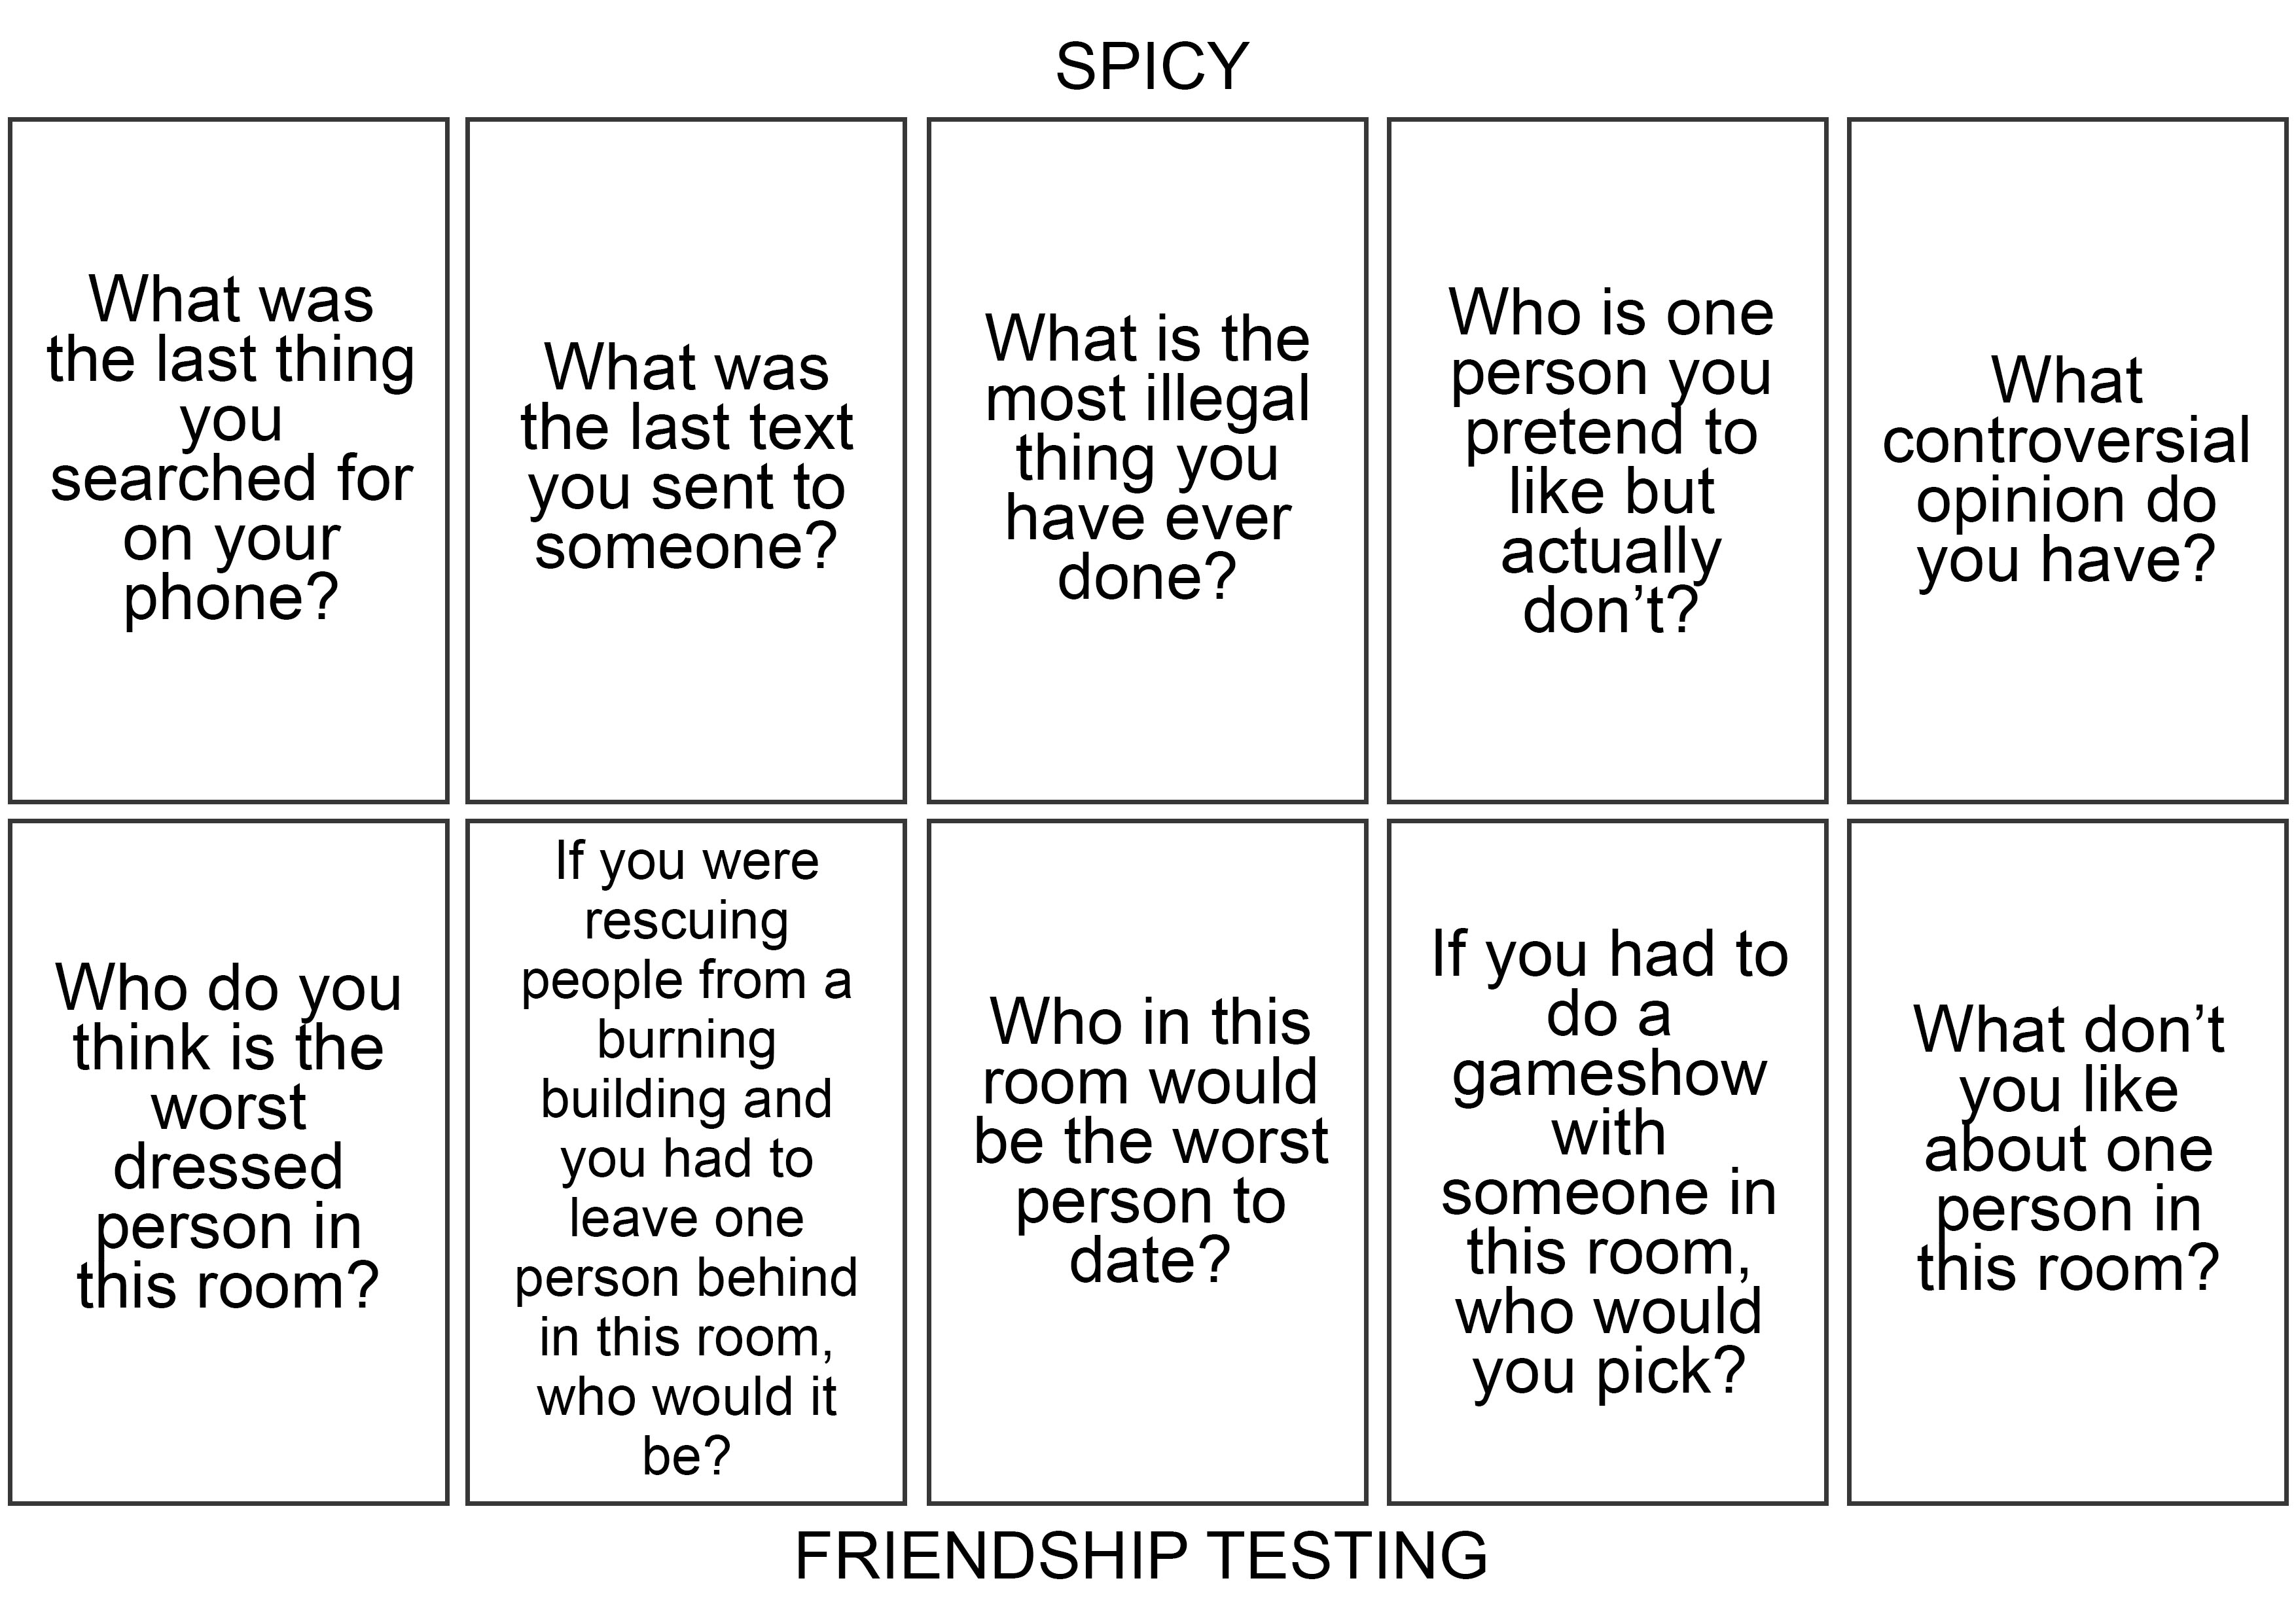 SPICY
What was
the last thing
you
searched for
on your
phone?
What was
the last text
you sent to
someone?
What is the
most illegal
thing you
have ever
done?
Who is one
person you
pretend to
like but
actually
don’t?
What
controversial
opinion do
you have?
Who do you
think is the
worst
dressed
person in
this room?
If you were
rescuing
people from a
burning
building and
you had to
leave one
person behind
in this room,
who would it
be?
Who in this
room would
be the worst
person to
date?
If you had to
do a
gameshow
with
someone in
this room,
who would
you pick?
What don’t
you like
about one
person in
this room?
FRIENDSHIP TESTING